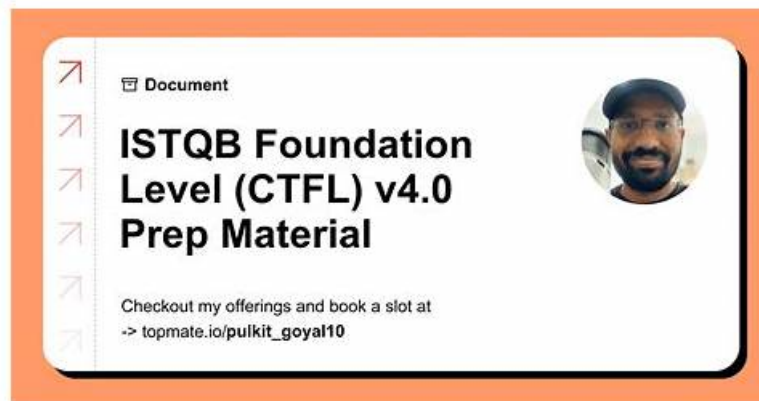 Document
ISTQB Foundation
Level (CTFL) v4.0
Prep Material
Checkout my offerings and book a slot at
-> topmate.io/pulkit_goyal10